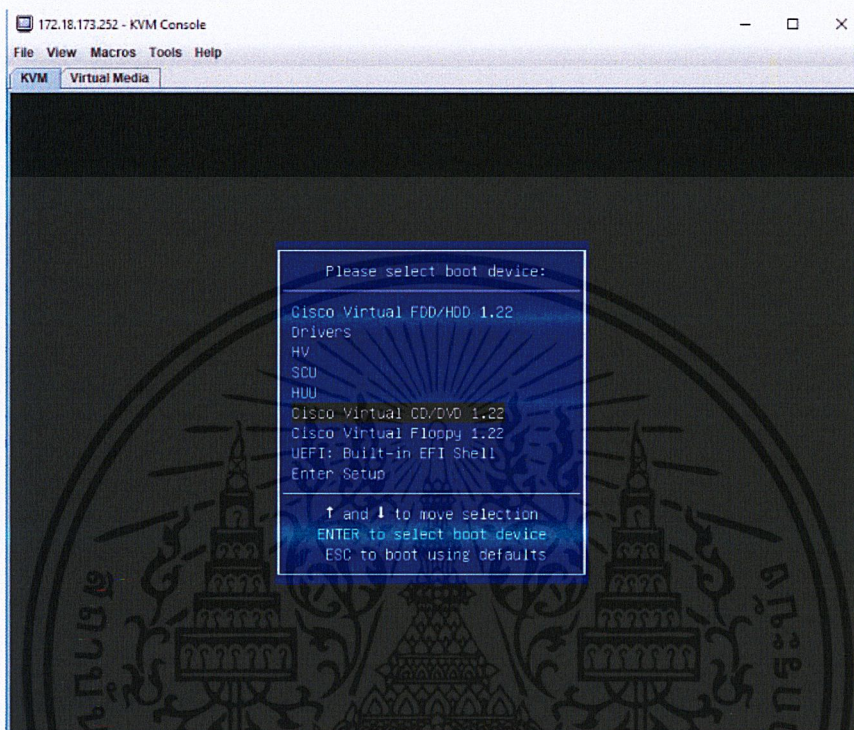 172.18.173.252 - KVM Console
File View Macros Tools Help
KVM Virtual Media
Please select boot device:
Cisco Virtual FDD/HDD 1.22
Drivers
HV
SCU
HUU
Cisco Virtual CD/DVD 1.22
Cisco Virtual Floppy 1.22
UEFI: Built-in EFI Shell
Enter Setup
↑ and ↓ to move selection
ENTER to select boot device
ESC to boot using defaults